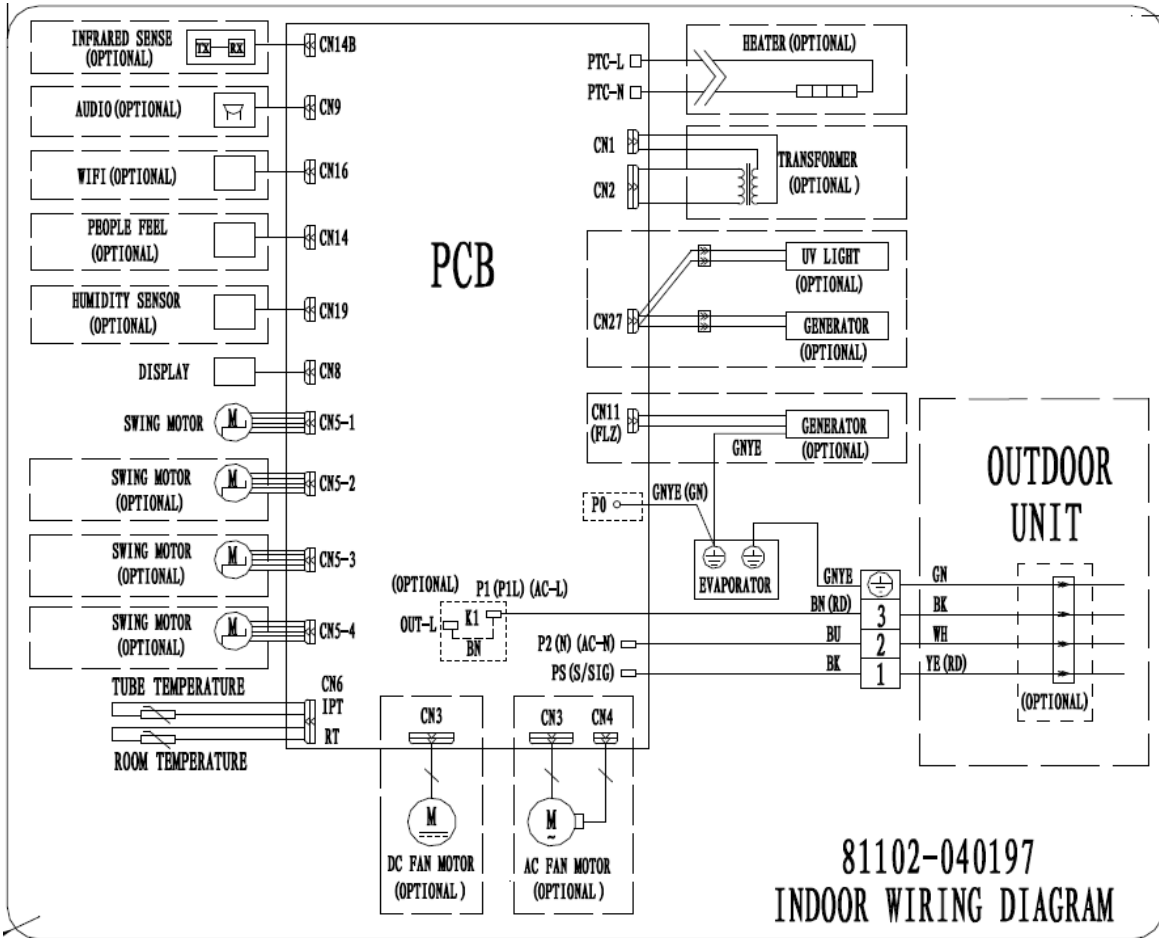 INFRARED SENSE
(OPTIONAL)
TX
RX
CN14B
AUDIO(OPTIONAL)
CN9
WIFI(OPTIONAL)
CN16
PEOPLE FEEL
(OPTIONAL)
CN14
HUMIDITY SENSOR
(OPTIONAL)
CN19
DISPLAY
CN8
SWING MOTOR
M
CN5-1
SWING MOTOR
(OPTIONAL)
M
CN5-2
SWING MOTOR
(OPTIONAL)
M
CN5-3
SWING MOTOR
(OPTIONAL)
M
CN5-4
TUBE TEMPERATURE
CN6
IPT
RT
ROOM TEMPERATURE
PCB
PTC-L
PTC-N
HEATER(OPTIONAL)
CN1
CN2
TRANSFORMER
(OPTIONAL )
CN27
UV LIGHT
(OPTIONAL)
GENERATOR
(OPTIONAL)
CN11
(FLZ)
GENERATOR
(OPTIONAL)
GNYE
P0
GNYE(GN)
EVAPORATOR
(OPTIONAL)
P1(P1L)(AC-L)
OUT-L
K1
BN
P2(N)(AC-N)
PS(S/SIG)
GNYE
BN(RD)
BU
BK
3
2
1
GN
BK
WH
YE(RD)
OUTDOOR
UNIT
(OPTIONAL)
CN3
M
DC FAN MOTOR
(OPTIONAL )
CN3
CN4
M
~
AC FAN MOTOR
(OPTIONAL )
81102-040197
INDOOR WIRING DIAGRAM